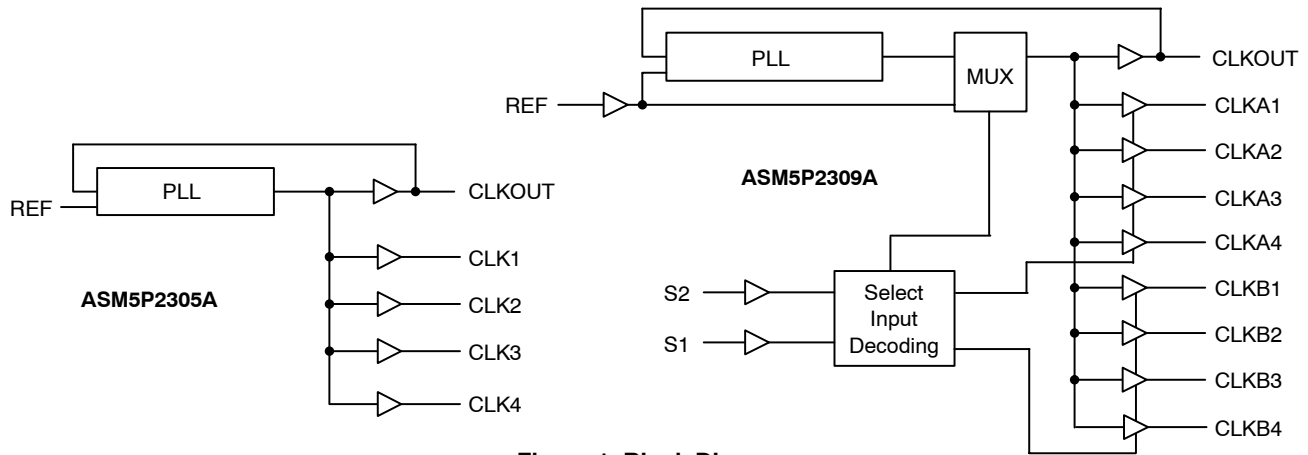 REF
PLL
CLKOUT
CLK1
CLK2
CLK3
CLK4
ASM5P2305A
REF
PLL
MUX
CLKOUT
CLKA1
CLKA2
CLKA3
CLKA4
CLKB1
CLKB2
CLKB3
CLKB4
ASM5P2309A
S2
S1
Select
Input
Decoding